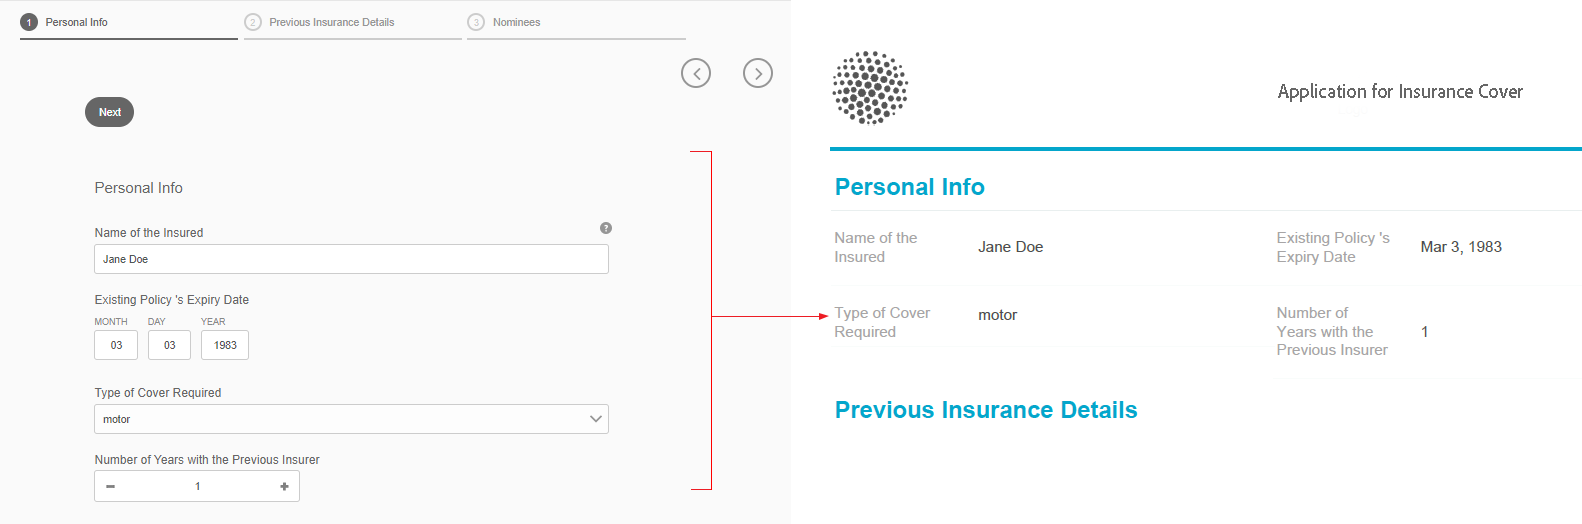 1 Personal Info
2 Previous Insurance Details
3 Nominees
Next
Personal Info
Name of the Insured
?
Jane Doe
Existing Policy 's Expiry Date
MONTH DAY YEAR
03 03 1983
Type of Cover Required
motor
Number of Years with the Previous Insurer
1
Application for Insurance Cover
Personal Info
Name of the
Insured
Jane Doe
Existing Policy 's
Expiry Date
Mar 3, 1983
Type of Cover
Required
motor
Number of
Years with the
Previous Insurer
1
Previous Insurance Details